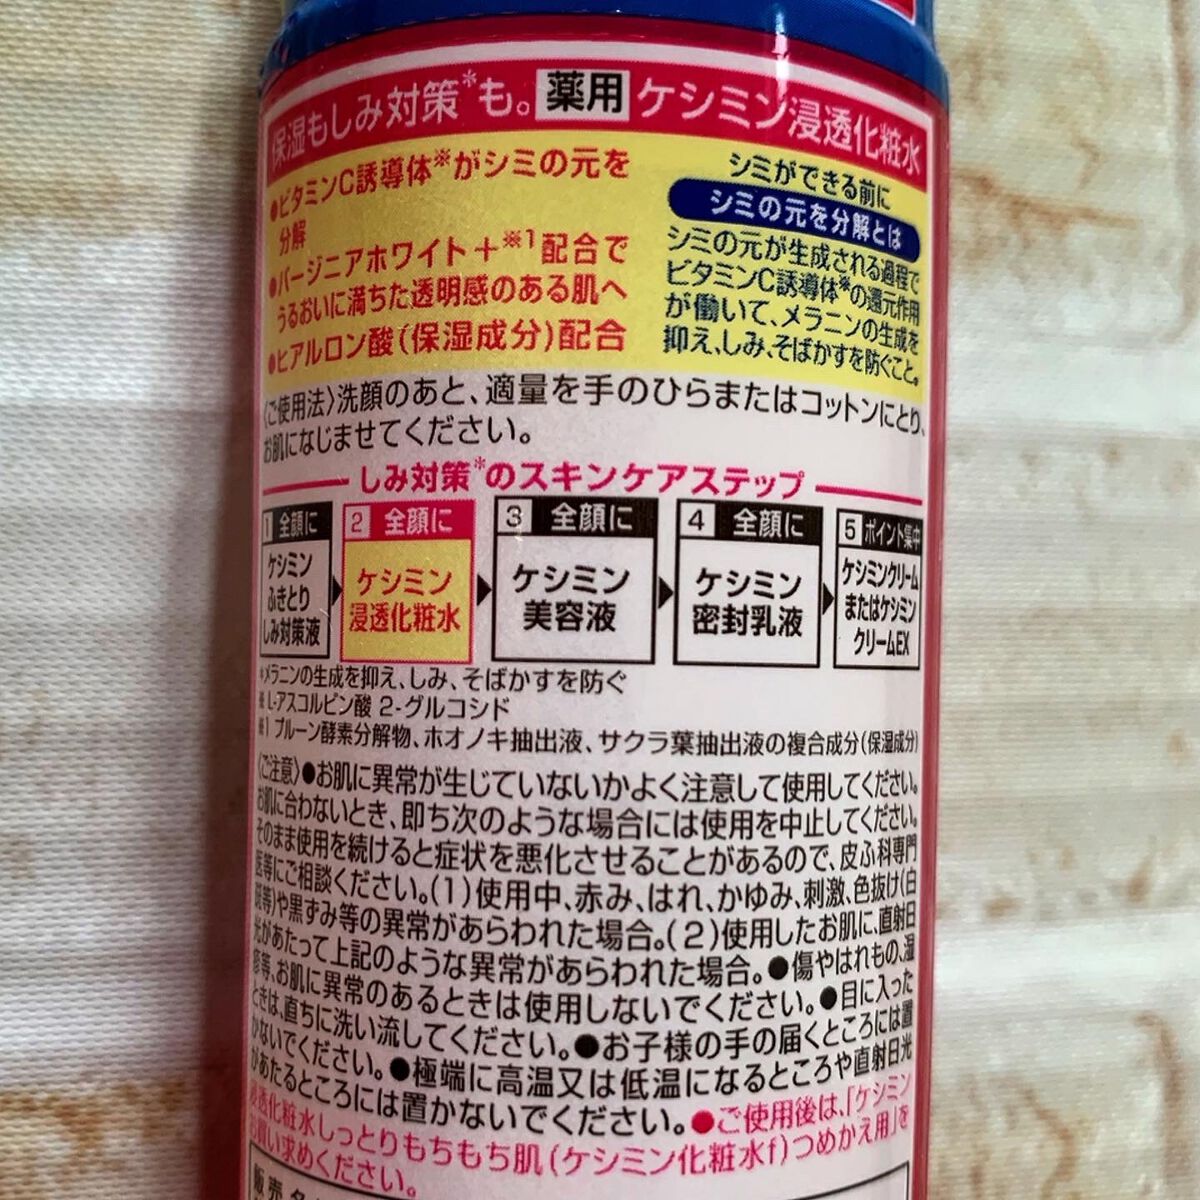 保湿もしみ対策*も。薬用ケシミン浸透化粧水
●ビタミンC誘導体※がシミの元を
分解
●バージニアホワイト+※1配合で
うるおいに満ちた透明感のある肌へ
●ヒアルロン酸(保湿成分)配合
シミができる前に
シミの元を分解とは
シミの元が生成される過程で
ビタミンC誘導体※の還元作用
が働いて、メラニンの生成を
抑え、しみ、そばかすを防ぐこと。
〈ご使用法〉洗顔のあと、適量を手のひらまたはコットンにとり、
お肌になじませてください。
しみ対策*のスキンケアステップ
1 全顔に
ケシミン
ふきとり
しみ対策液
2 全顔に
ケシミン
浸透化粧水
3 全顔に
ケシミン
美容液
4 全顔に
ケシミン
密封乳液
5 ポイント集中
ケシミンクリーム
またはケシミン
クリームEX
*メラニンの生成を抑え、しみ、そばかすを防ぐ
※ L-アスコルビン酸 2-グルコシド
※1 プルーン酵素分解物、ホオノキ抽出液、サクラ葉抽出液の複合成分(保湿成分)
〈ご注意〉●お肌に異常が生じていないかよく注意して使用してください。
お肌に合わないとき、即ち次のような場合には使用を中止してください。
そのまま使用を続けると症状を悪化させることがあるので、皮ふ科専門
医等にご相談ください。(1)使用中、赤み、はれ、かゆみ、刺激、色抜け(白
斑等)や黒ずみ等の異常があらわれた場合。(2)使用したお肌に、直射日
光があたって上記のような異常があらわれた場合。●傷やはれもの、湿
疹等、お肌に異常のあるときは使用しないでください。●目に入った
ときは、直ちに洗い流してください。●お子様の手の届くところには置
かないでください。●極端に高温又は低温になるところや直射日光
があたるところには置かないでください。●ご使用後は、「ケシミン
浸透化粧水しっとりもちもち肌(ケシミン化粧水f)つめかえ用」を
お買い求めください。
販売名